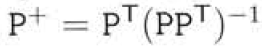 P⁺ = Pᵀ(PPᵀ)⁻¹